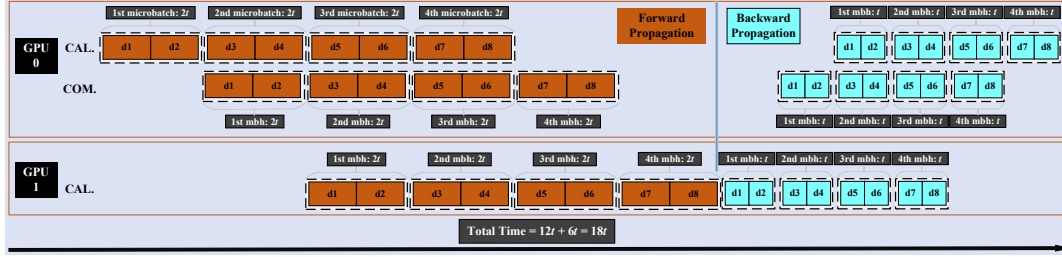 1st microbatch: 2t 2nd microbatch: 2t 3rd microbatch: 2t 4th microbatch: 2t
Forward Propagation
Backward Propagation
1st mbh: t 2nd mbh: t 3rd mbh: t 4th mbh: t
GPU 0
CAL. d1 d2 d3 d4 d5 d6 d7 d8 d1 d2 d3 d4 d5 d6 d7 d8
COM. d1 d2 d3 d4 d5 d6 d7 d8 d1 d2 d3 d4 d5 d6 d7 d8
1st mbh: 2t 2nd mbh: 2t 3rd mbh: 2t 4th mbh: 2t 1st mbh: t 2nd mbh: t 3rd mbh: t 4th mbh: t
1st mbh: 2t 2nd mbh: 2t 3rd mbh: 2t 4th mbh: 2t 1st mbh: t 2nd mbh: t 3rd mbh: t 4th mbh: t
GPU 1
CAL. d1 d2 d3 d4 d5 d6 d7 d8 d1 d2 d3 d4 d5 d6 d7 d8
Total Time = 12t + 6t = 18t